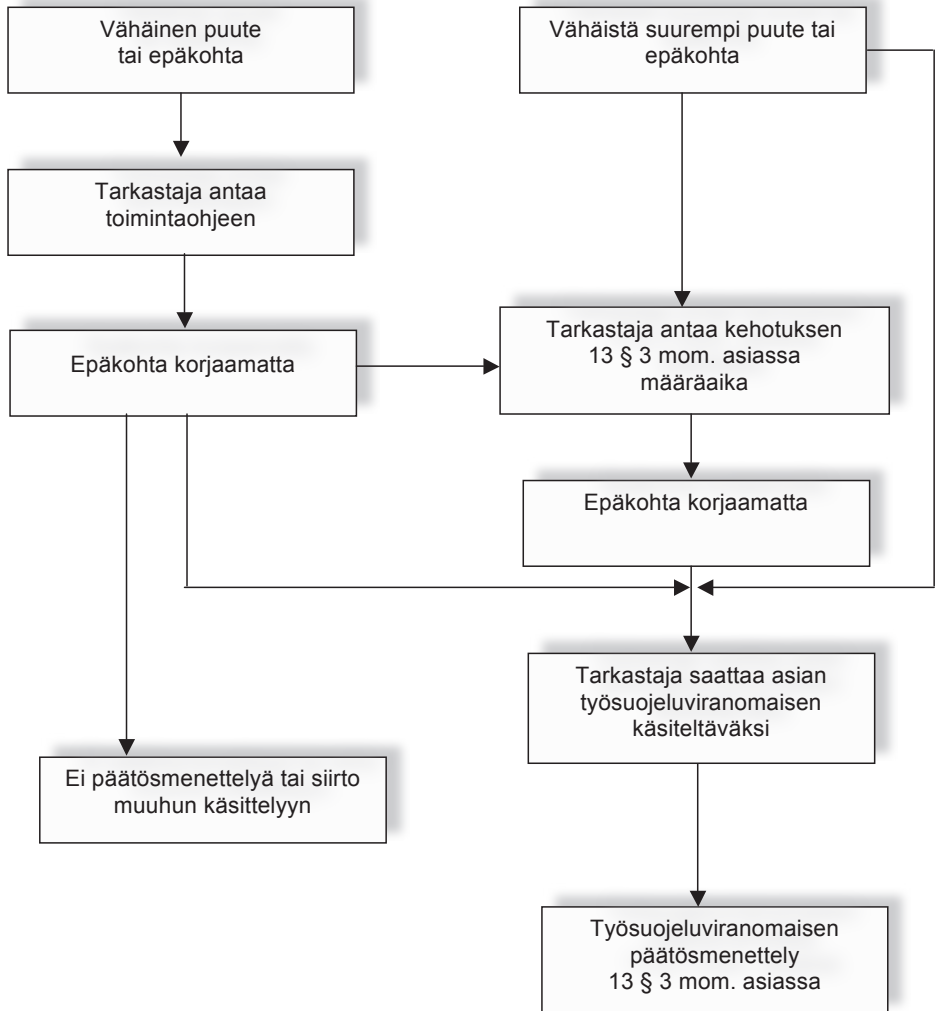 Vähäinen puute
tai epäkohta
Vähäistä suurempi puute tai
epäkohta
Tarkastaja antaa
toimintaohjeen
Epäkohta korjaamatta
Tarkastaja antaa kehotuksen
13 § 3 mom. asiassa
määräaika
Epäkohta korjaamatta
Tarkastaja saattaa asian
työsuojeluviranomaisen
käsiteltäväksi
Ei päätösmenettelyä tai siirto
muuhun käsittelyyn
Työsuojeluviranomaisen
päätösmenettely
13 § 3 mom. asiassa